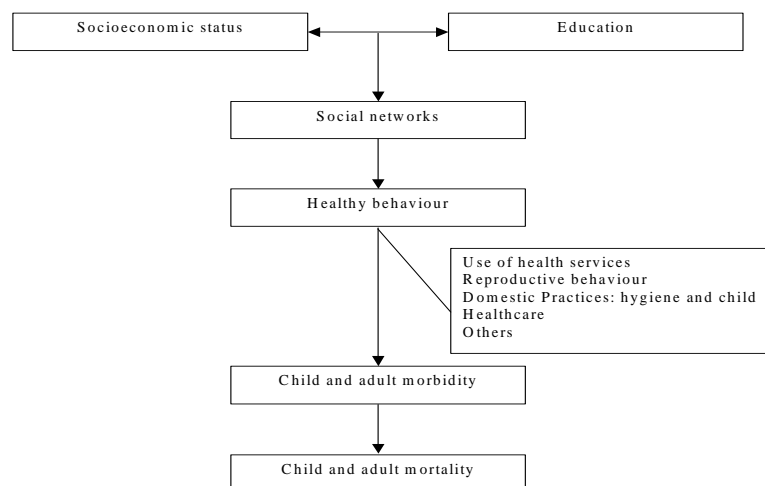 Socioeconomic status
Education
Social networks
Healthy behaviour
Use of health services
Reproductive behaviour
Domestic Practices: hygiene and child
Healthcare
Others
Child and adult morbidity
Child and adult mortality